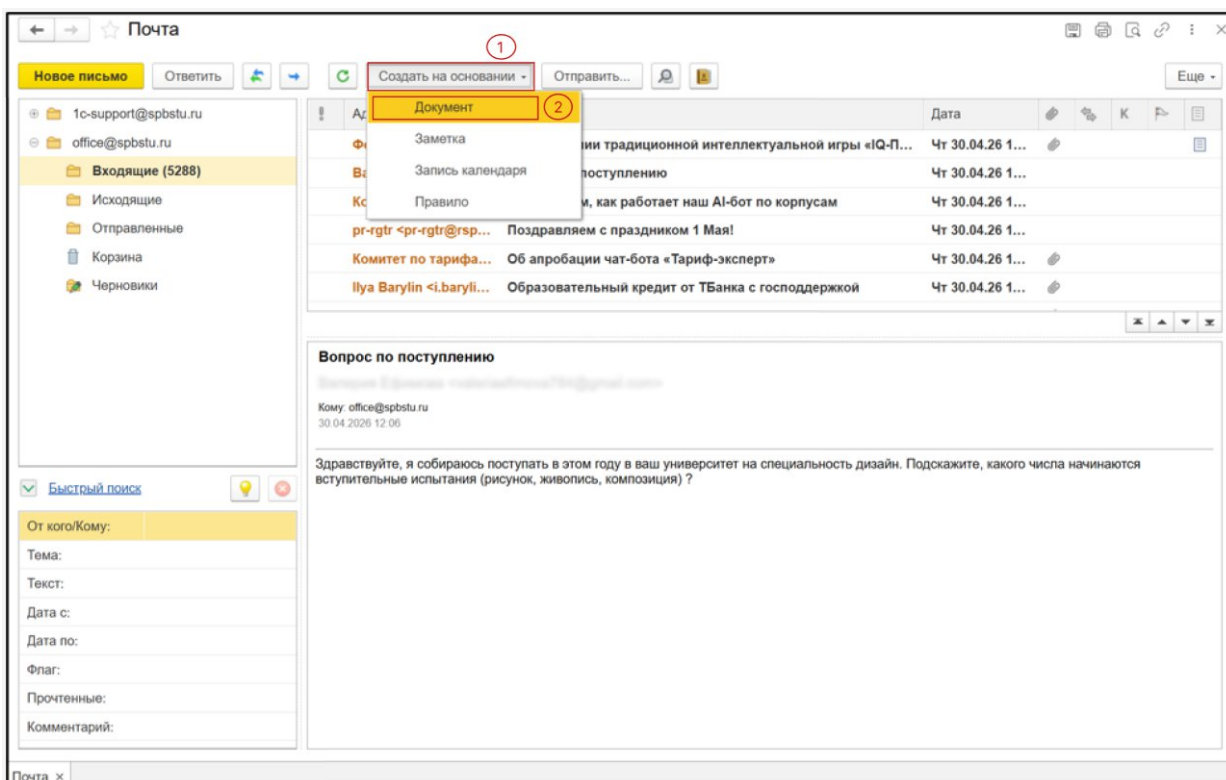 Почта
1
Новое письмо Ответить Создать на основании Отправить... Еще
1c-support@spbstu.ru
office@spbstu.ru
Входящие (5288)
Исходящие
Отправленные
Корзина
Черновики
Документ 2
Заметка
Запись календаря
Правило
Дата К
нии традиционной интеллектуальной игры «IQ-П... Чт 30.04.26 1...
поступлению Чт 30.04.26 1...
м, как работает наш AI-бот по корпусам Чт 30.04.26 1...
pr-rgtr <pr-rgtr@rsp... Поздравляем с праздником 1 Мая! Чт 30.04.26 1...
Комитет по тарифа... Об апробации чат-бота «Тариф-эксперт» Чт 30.04.26 1...
Ilya Barylin <i.baryli... Образовательный кредит от ТБанка с господдержкой Чт 30.04.26 1...
Вопрос по поступлению
Кому: office@spbstu.ru
30.04.2026 12:06
Здравствуйте, я собираюсь поступать в этом году в ваш университет на специальность дизайн. Подскажите, какого числа начинаются
вступительные испытания (рисунок, живопись, композиция) ?
Быстрый поиск
От кого/Кому:
Тема:
Текст:
Дата с:
Дата по:
Флаг:
Прочтенные:
Комментарий:
Почта ×